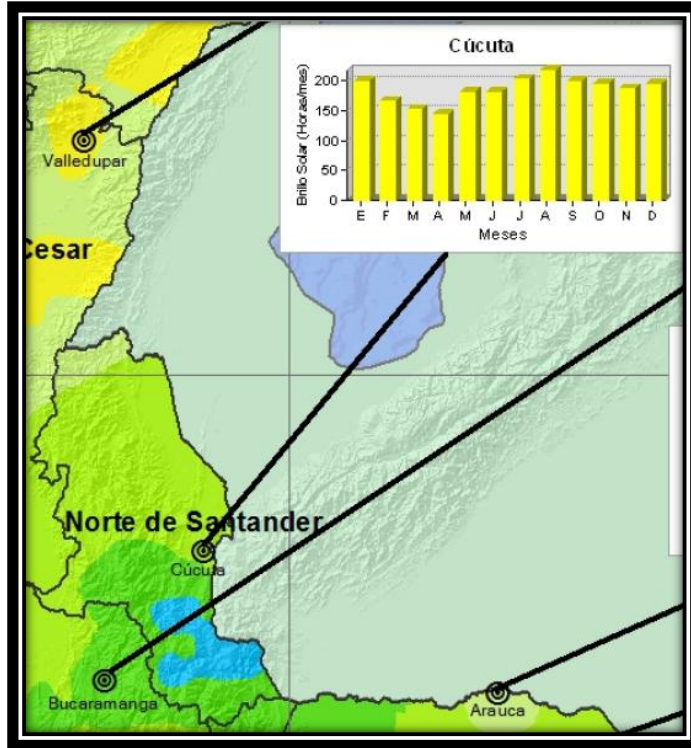 Cúcuta
Brillo Solar (Horas/mes)
200
150
100
50
0
E F M A M J J A S O N D
Meses
Valledupar
Cesar
Norte de Santander
Cúcuta
Bucaramanga
Arauca